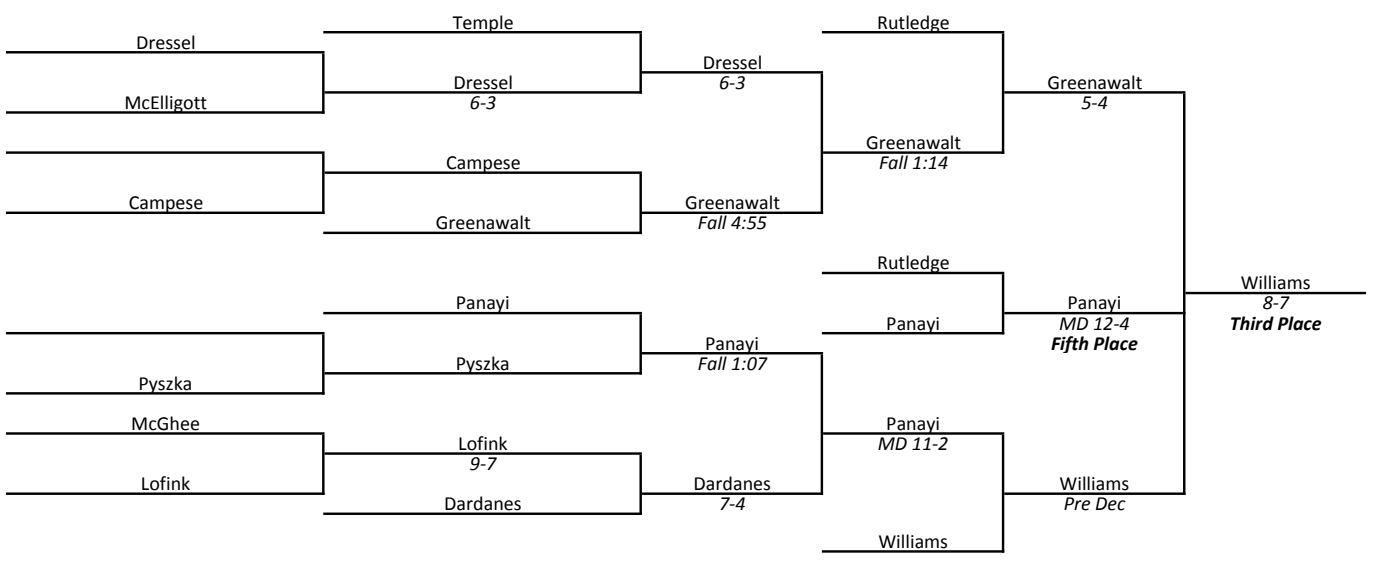 Dressel
McElligott
Campese
Pyszka
McGhee
Lofink
Temple
Dressel
6-3
Campese
Greenawalt
Panayi
Pyszka
Lofink
9-7
Dardanes
Dressel
6-3
Greenawalt
Fall 4:55
Panayi
Fall 1:07
Dardanes
7-4
Rutledge
Greenawalt
Fall 1:14
Rutledge
Panayi
Panayi
MD 11-2
Williams
Greenawalt
5-4
Panayi
MD 12-4
Fifth Place
Williams
Pre Dec
Williams
8-7
Third Place